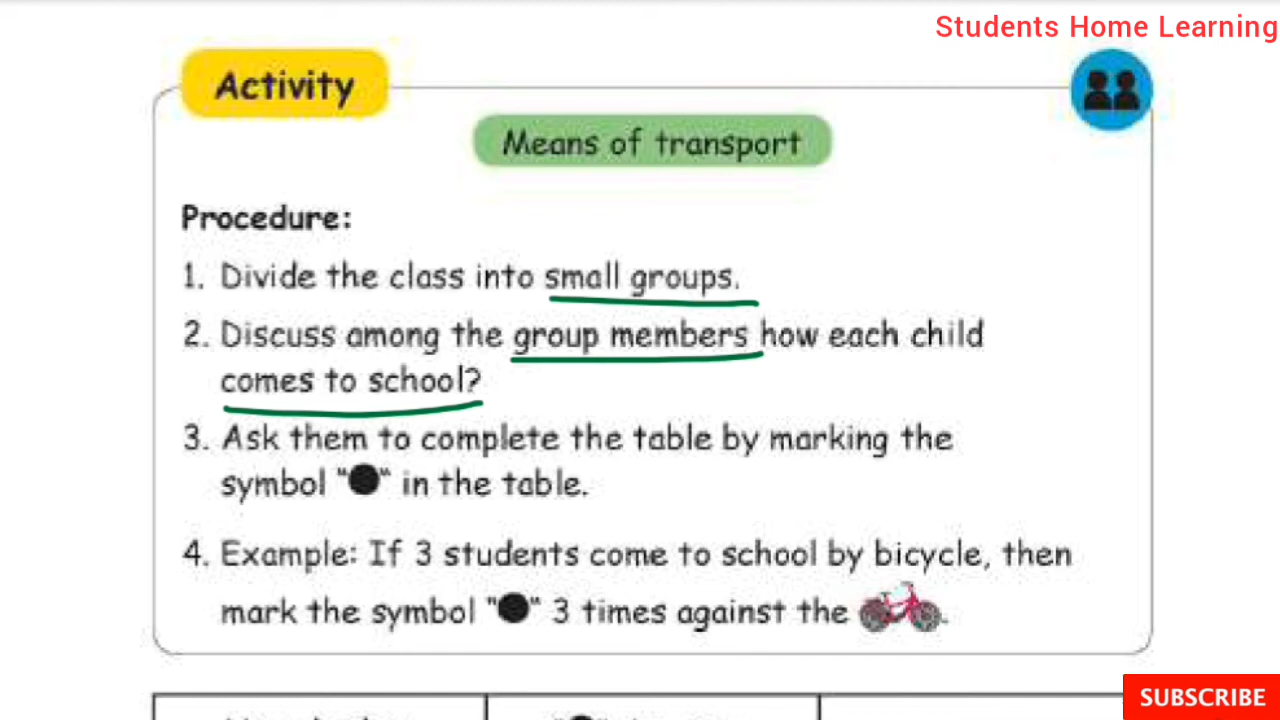 Students Home Learning
Activity
Means of transport
Procedure:
1. Divide the class into small groups.
2. Discuss among the group members how each child
comes to school?
3. Ask them to complete the table by marking the
symbol "●" in the table.
4. Example: If 3 students come to school by bicycle, then
mark the symbol "●" 3 times against the .
SUBSCRIBE